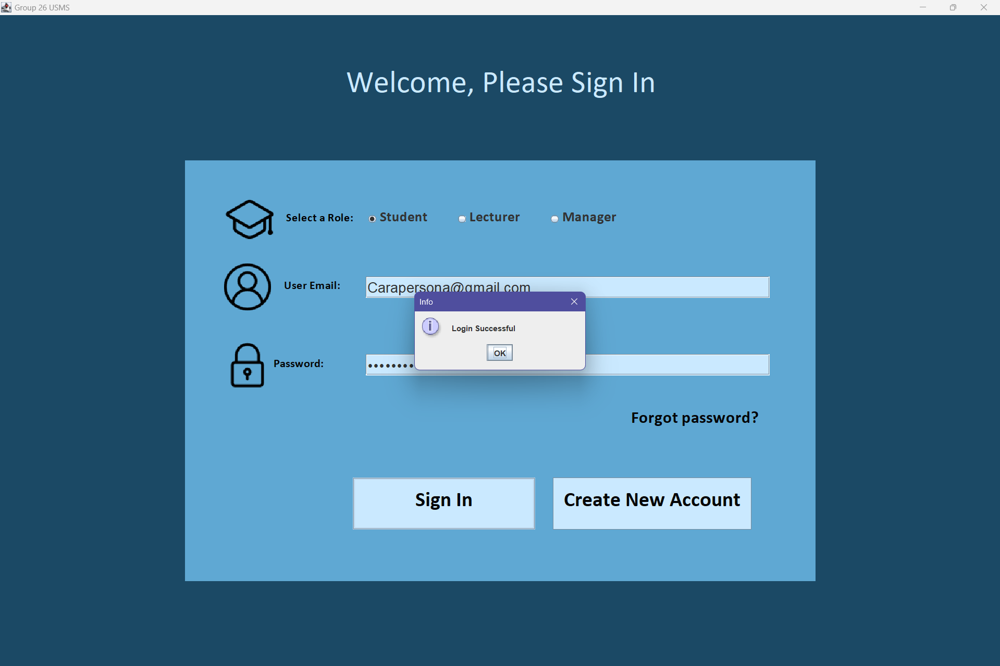 Group 26 USMS
Welcome, Please Sign In
Select a Role: Student Lecturer Manager
User Email: Carapersona@gmail.com
Info
Login Successful
OK
Password: ••••••••
Forgot password?
Sign In Create New Account